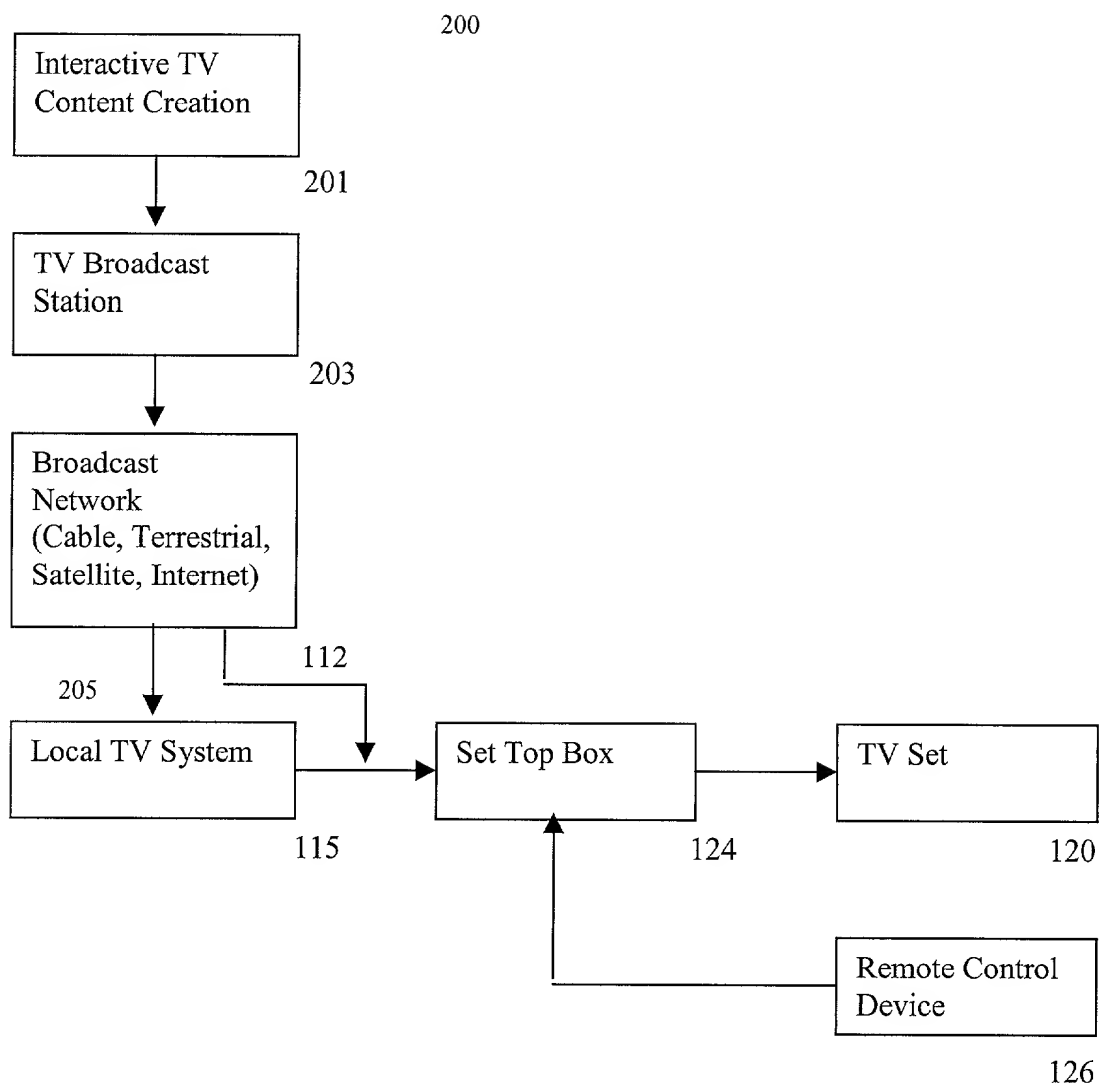 200
Interactive TV
Content Creation
201
TV Broadcast
Station
203
Broadcast
Network
(Cable, Terrestrial,
Satellite, Internet)
112
205
Local TV System
115
Set Top Box
124
TV Set
120
Remote Control
Device
126